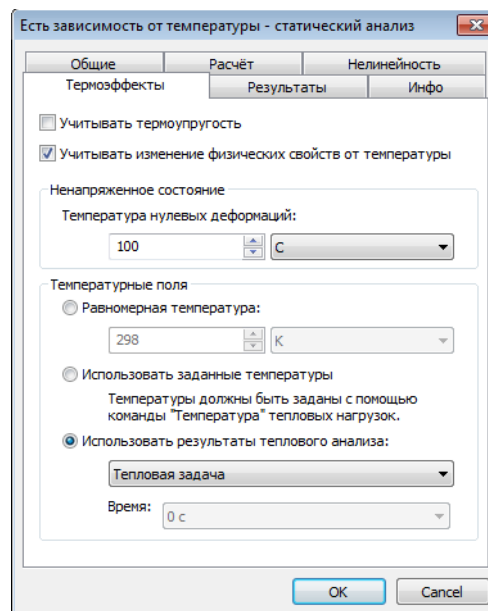 Есть зависимость от температуры - статический анализ
Общие
Расчёт
Нелинейность
Термоэффекты
Результаты
Инфо
Учитывать термоупругость
Учитывать изменение физических свойств от температуры
Ненапряженное состояние
Температура нулевых деформаций:
100
C
Температурные поля
Равномерная температура:
298
K
Использовать заданные температуры
Температуры должны быть заданы с помощью
команды "Температура" тепловых нагрузок.
Использовать результаты теплового анализа:
Тепловая задача
Время:
0 с
OK
Cancel